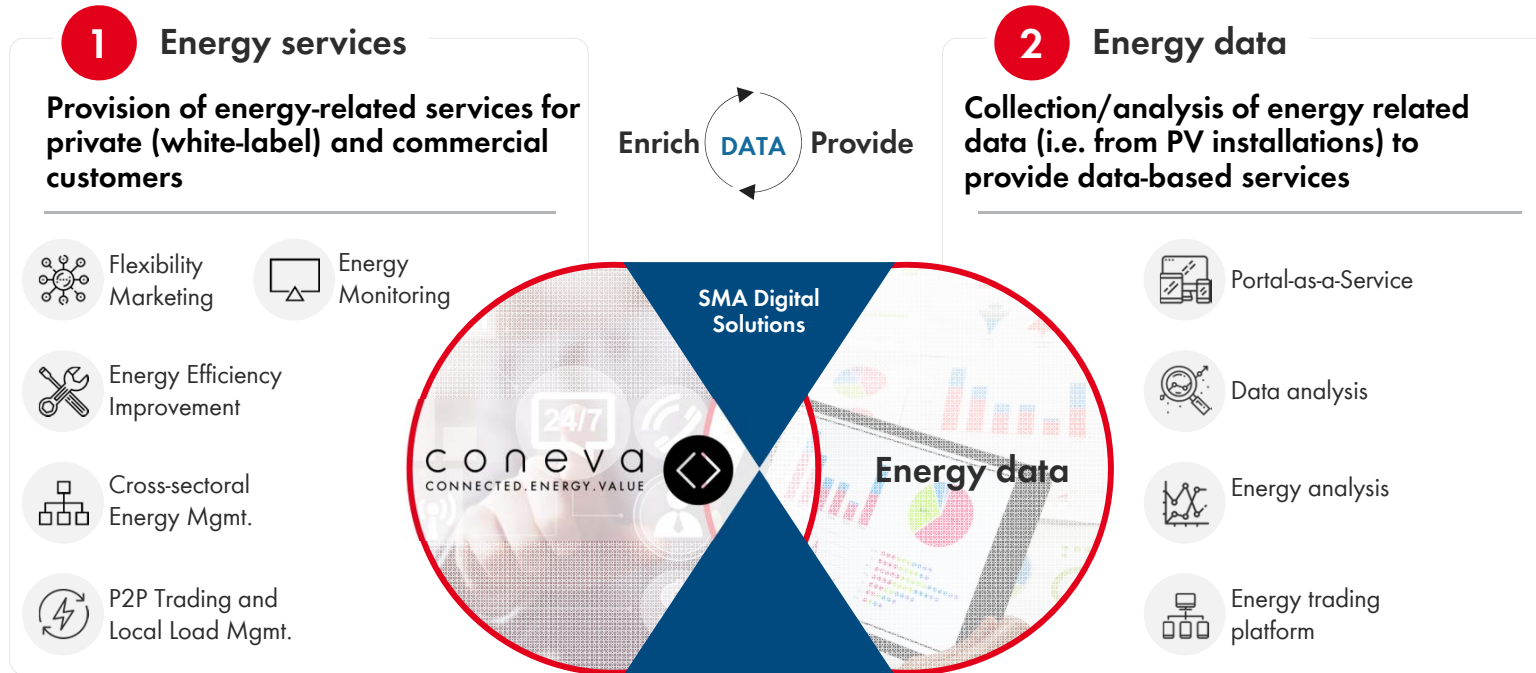 1 Energy services
Provision of energy-related services for
private (white-label) and commercial
customers
Flexibility
Marketing
Energy
Monitoring
Energy Efficiency
Improvement
Cross-sectoral
Energy Mgmt.
P2P Trading and
Local Load Mgmt.
Enrich DATA Provide
SMA Digital
Solutions
24/7
coneva
CONNECTED.ENERGY.VALUE
Energy data
2 Energy data
Collection/analysis of energy related
data (i.e. from PV installations) to
provide data-based services
Portal-as-a-Service
Data analysis
Energy analysis
Energy trading
platform